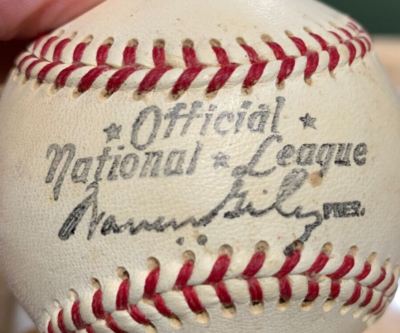 Official
National League
Warren Giles PRES.